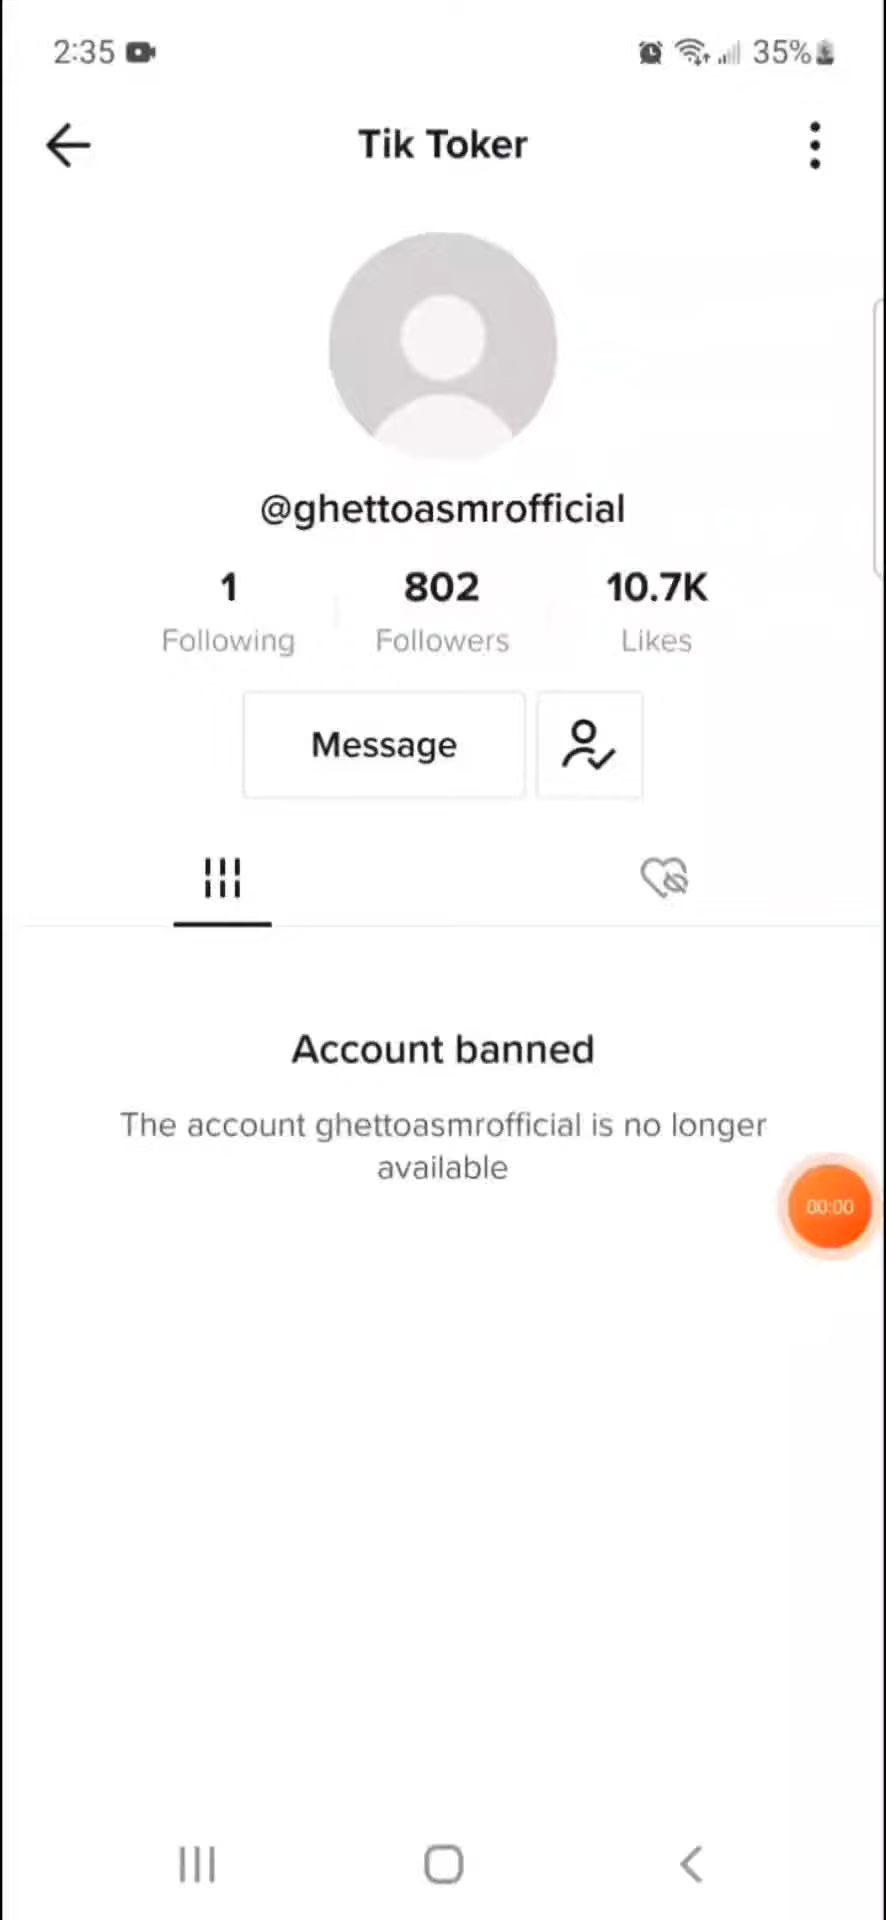 2:35
35%
Tik Toker
@ghettoasmrofficial
1 802 10.7K
Following Followers Likes
Message
Account banned
The account ghettoasmrofficial is no longer
available
00:00